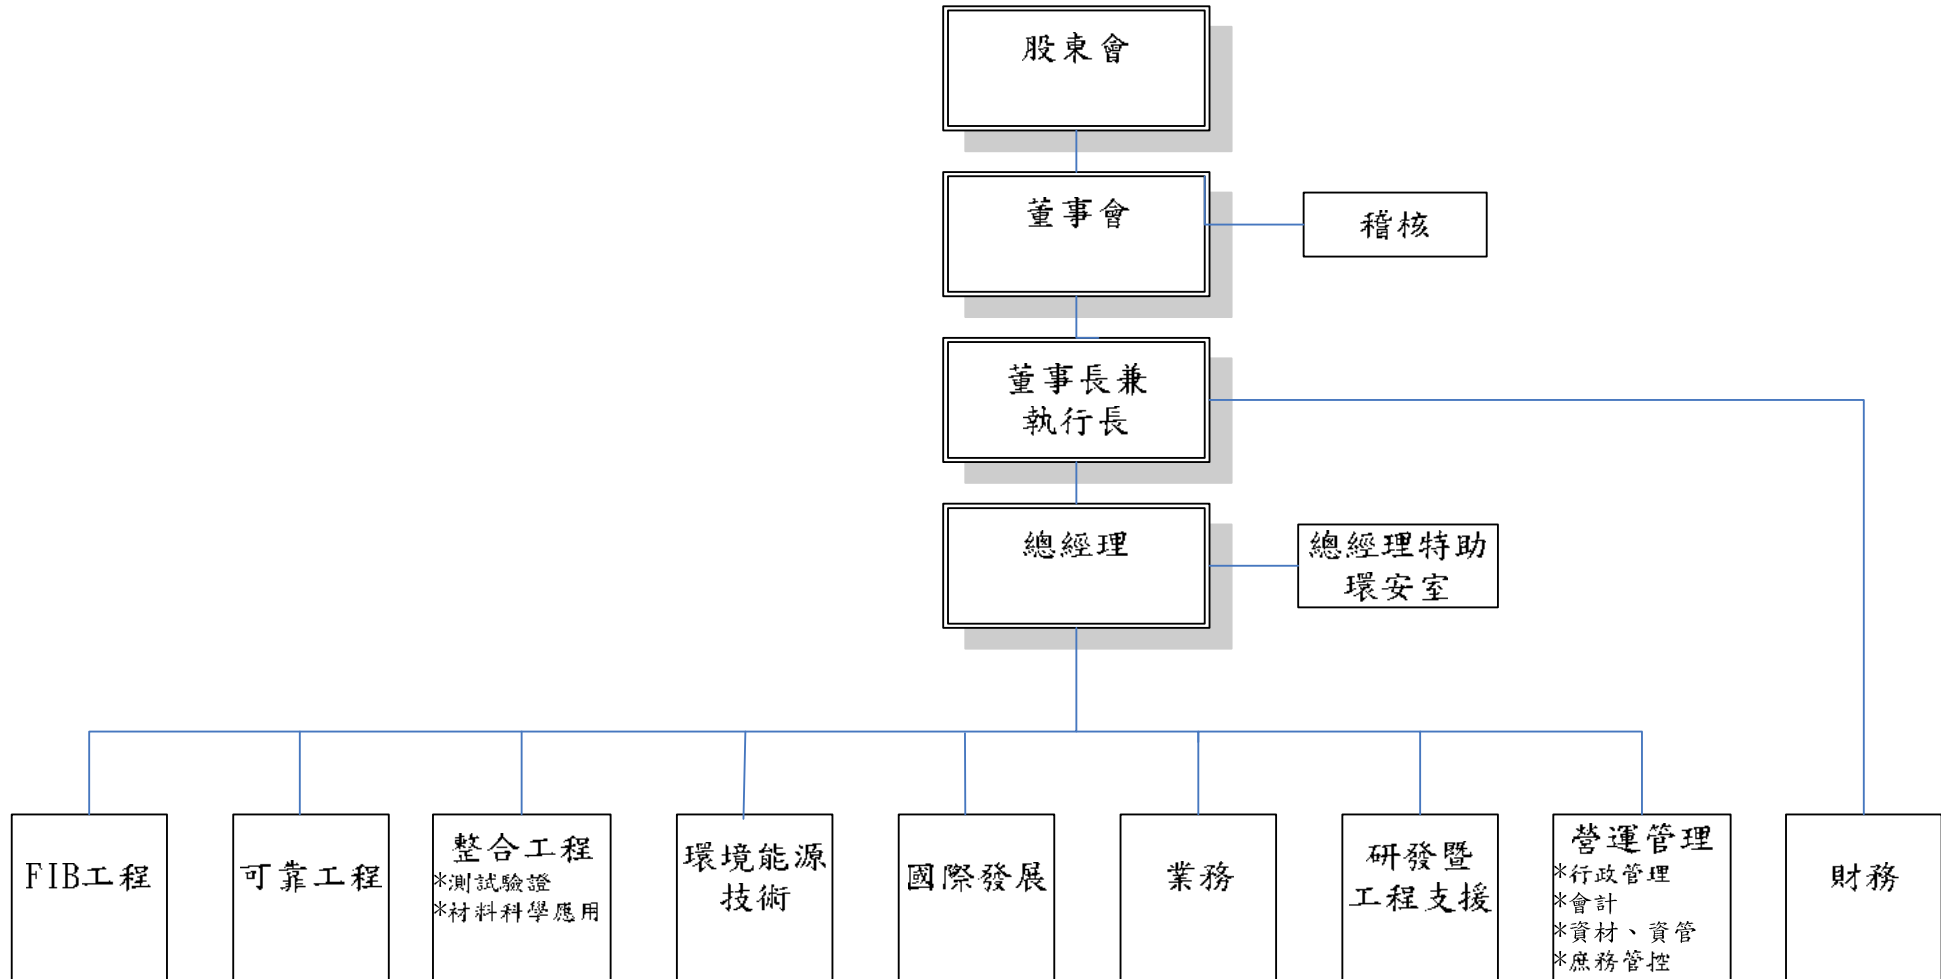 股東會
董事會
稽核
董事長兼
執行長
總經理
總經理特助
環安室
FIB工程
可靠工程
整合工程
*測試驗證
*材料科學應用
環境能源
技術
國際發展
業務
研發暨
工程支援
營運管理
*行政管理
*會計
*資材、資管
*庶務管控
財務